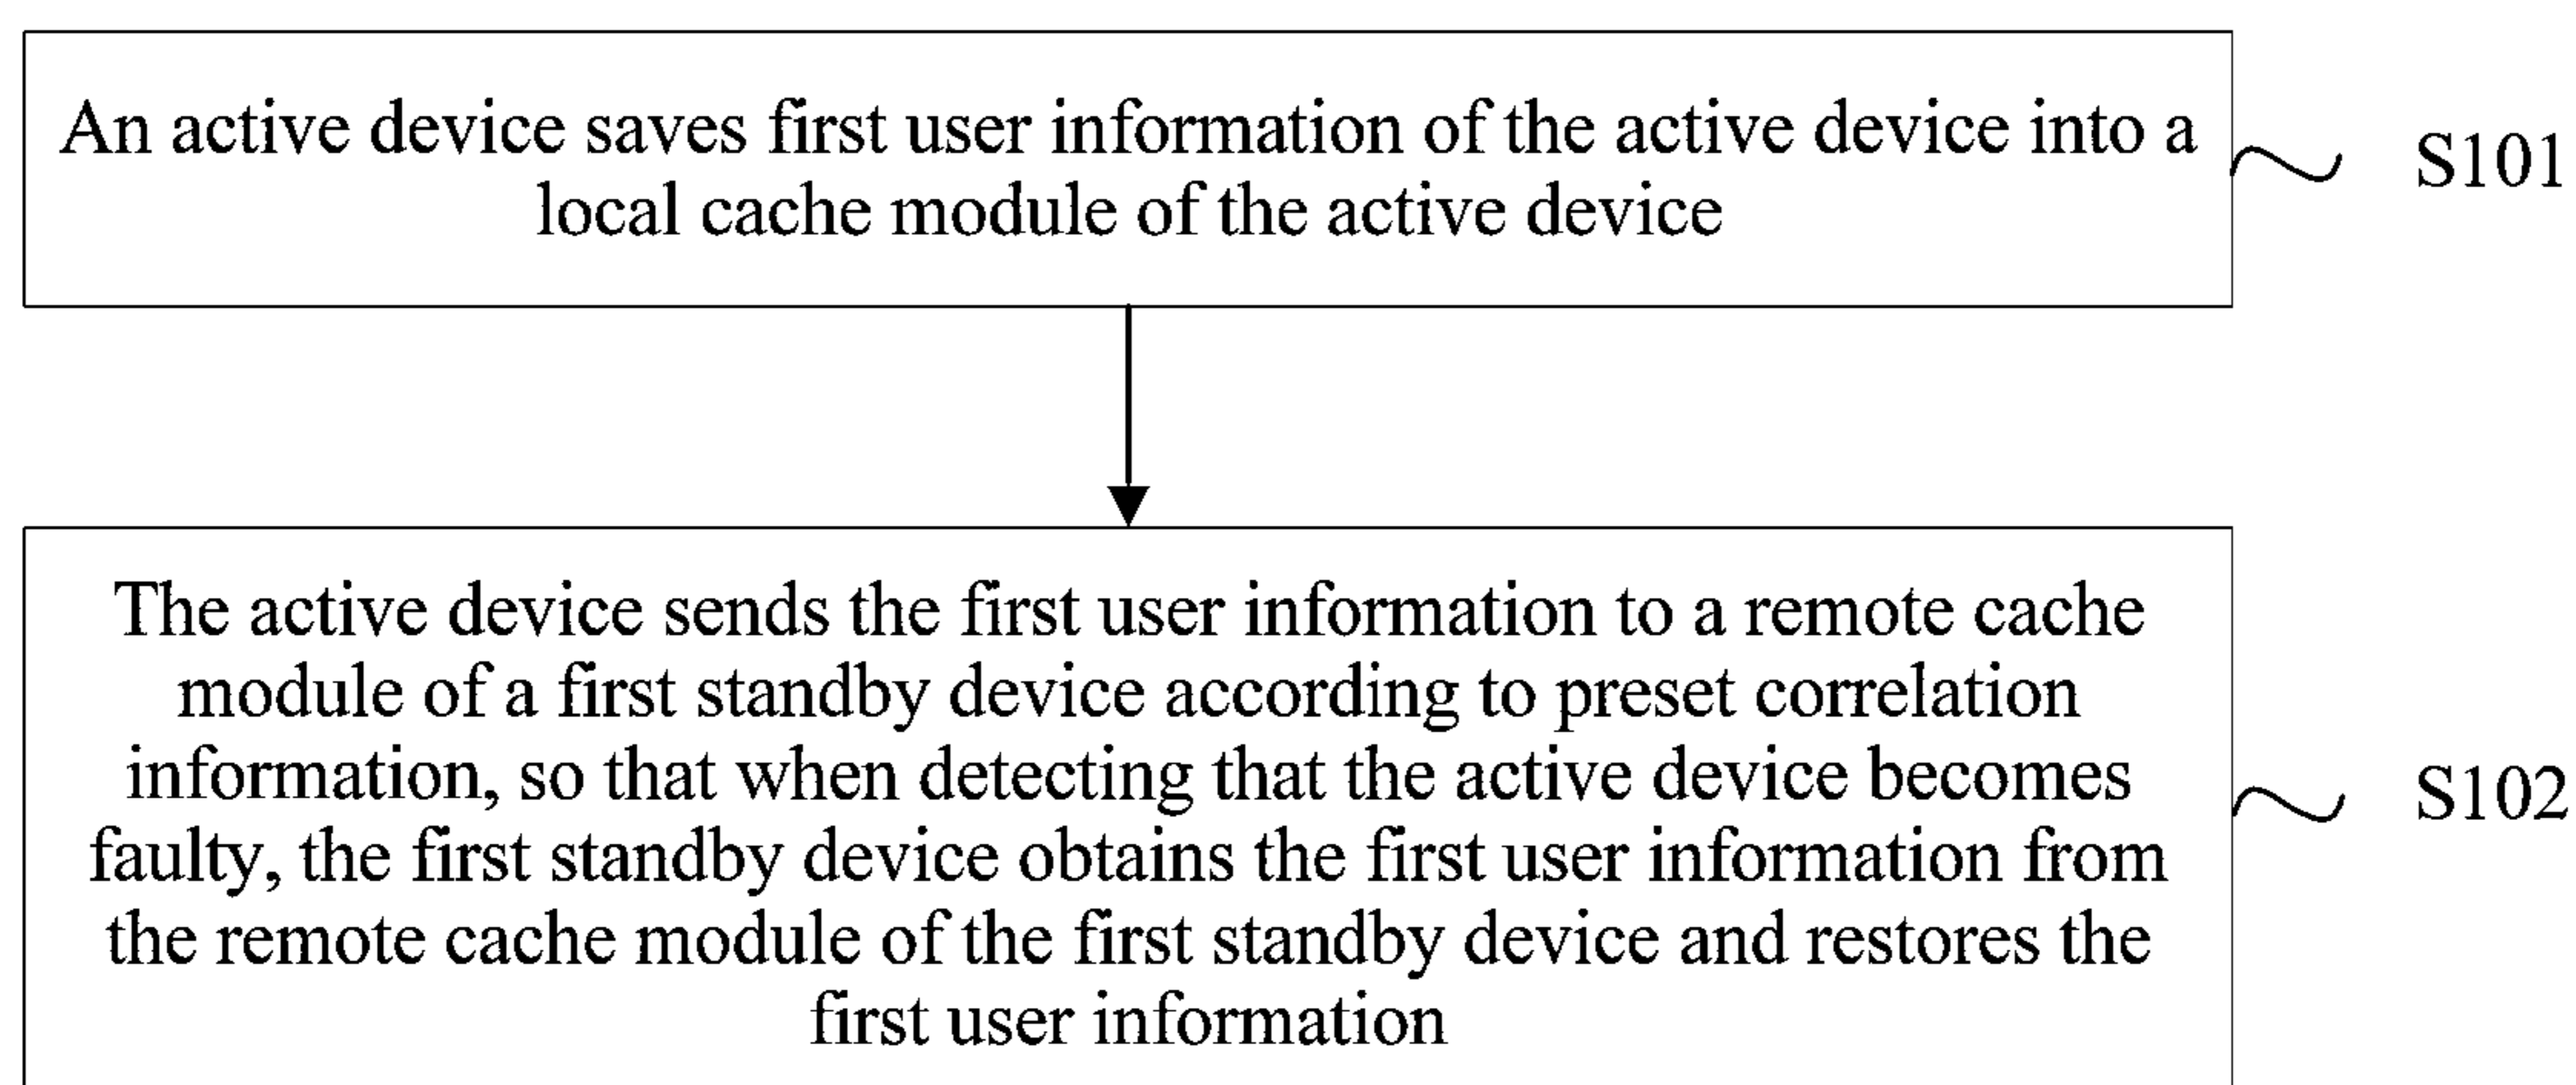 An active device saves first user information of the active device into a
local cache module of the active device
S101
The active device sends the first user information to a remote cache
module of a first standby device according to preset correlation
information, so that when detecting that the active device becomes
faulty, the first standby device obtains the first user information from
the remote cache module of the first standby device and restores the
first user information
S102